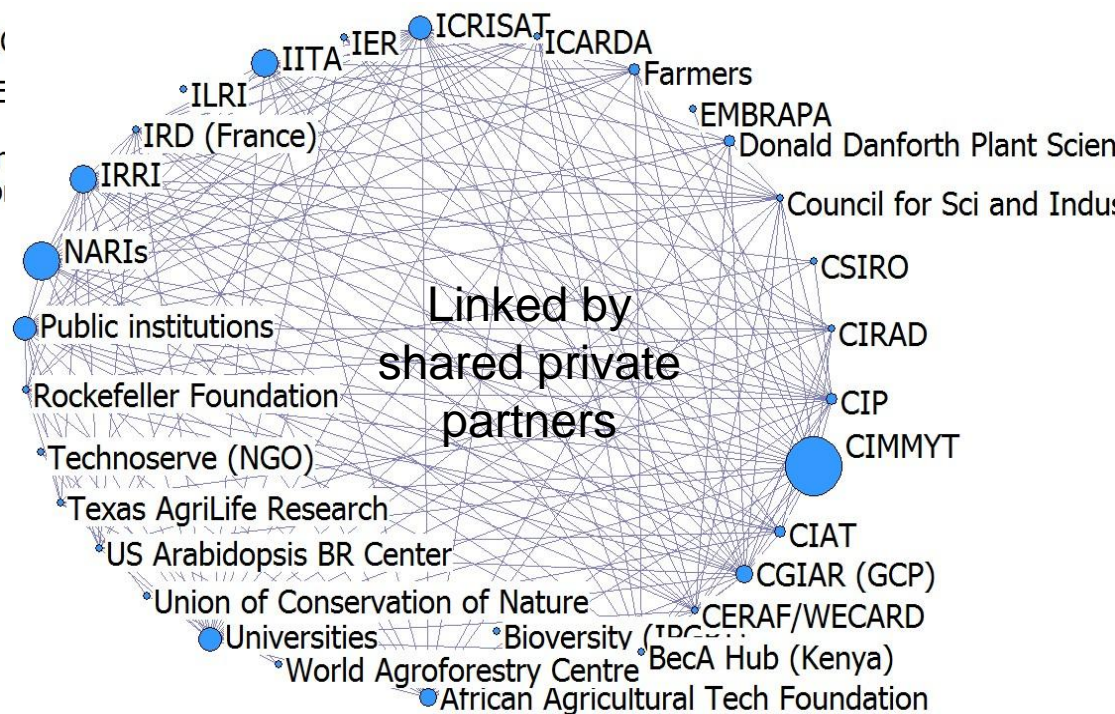 ICRISAT
IER
ICARDA
IITA
Farmers
ILRI
EMBRAPA
IRD (France)
Donald Danforth Plant Scien
IRRI
Council for Sci and Indus
NARIs
CSIRO
Linked by
shared private
partners
Public institutions
CIRAD
Rockefeller Foundation
CIP
CIMMYT
Technoserve (NGO)
Texas AgriLife Research
CIAT
US Arabidopsis BR Center
CGIAR (GCP)
Union of Conservation of Nature
CERAF/WECARD
Universities
Bioversity
BecA Hub (Kenya)
World Agroforestry Centre
African Agricultural Tech Foundation